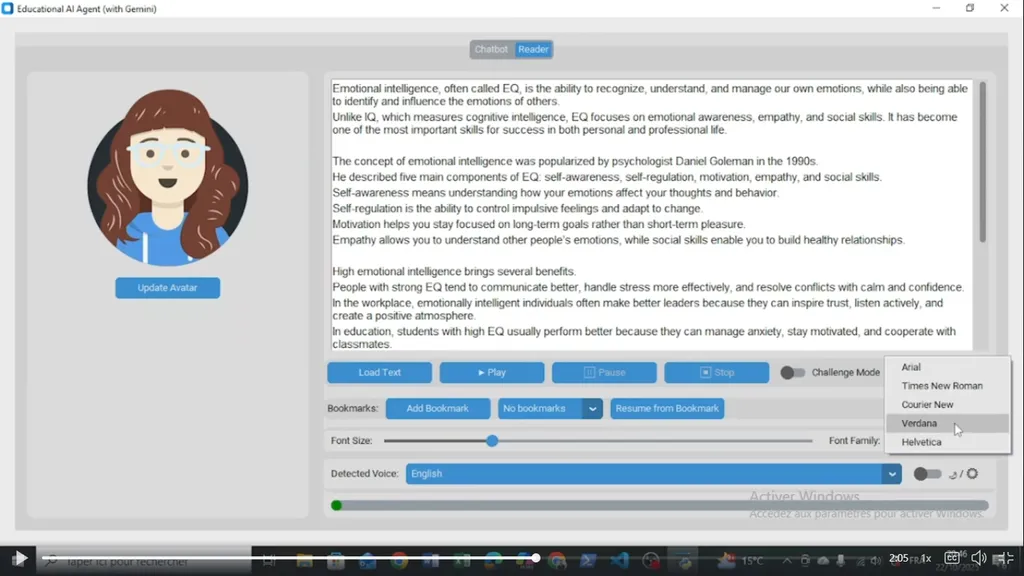 Educational AI Agent (with Gemini)
Chatbot Reader
Emotional intelligence, often called EQ, is the ability to recognize, understand, and manage our own emotions, while also being able
to identify and influence the emotions of others.
Unlike IQ, which measures cognitive intelligence, EQ focuses on emotional awareness, empathy, and social skills. It has become
one of the most important skills for success in both personal and professional life.
The concept of emotional intelligence was popularized by psychologist Daniel Goleman in the 1990s.
He described five main components of EQ: self-awareness, self-regulation, motivation, empathy, and social skills.
Self-awareness means understanding how your emotions affect your thoughts and behavior.
Self-regulation is the ability to control impulsive feelings and adapt to change.
Motivation helps you stay focused on long-term goals rather than short-term pleasure.
Empathy allows you to understand other people's emotions, while social skills enable you to build healthy relationships.
High emotional intelligence brings several benefits.
People with strong EQ tend to communicate better, handle stress more effectively, and resolve conflicts with calm and confidence.
In the workplace, emotionally intelligent individuals often make better leaders because they can inspire trust, listen actively, and
create a positive atmosphere.
In education, students with high EQ usually perform better because they can manage anxiety, stay motivated, and cooperate with
classmates.
Update Avatar
Load Text Play Pause Stop Challenge Mode
Arial
Times New Roman
Courier New
Verdana
Helvetica
Bookmarks: Add Bookmark No bookmarks Resume from Bookmark
Font Size: Font Family:
Detected Voice: English
Activer Windows
Accédez aux paramètres pour activer Windows.
Taper ici pour rechercher
15°C
2:05 1x